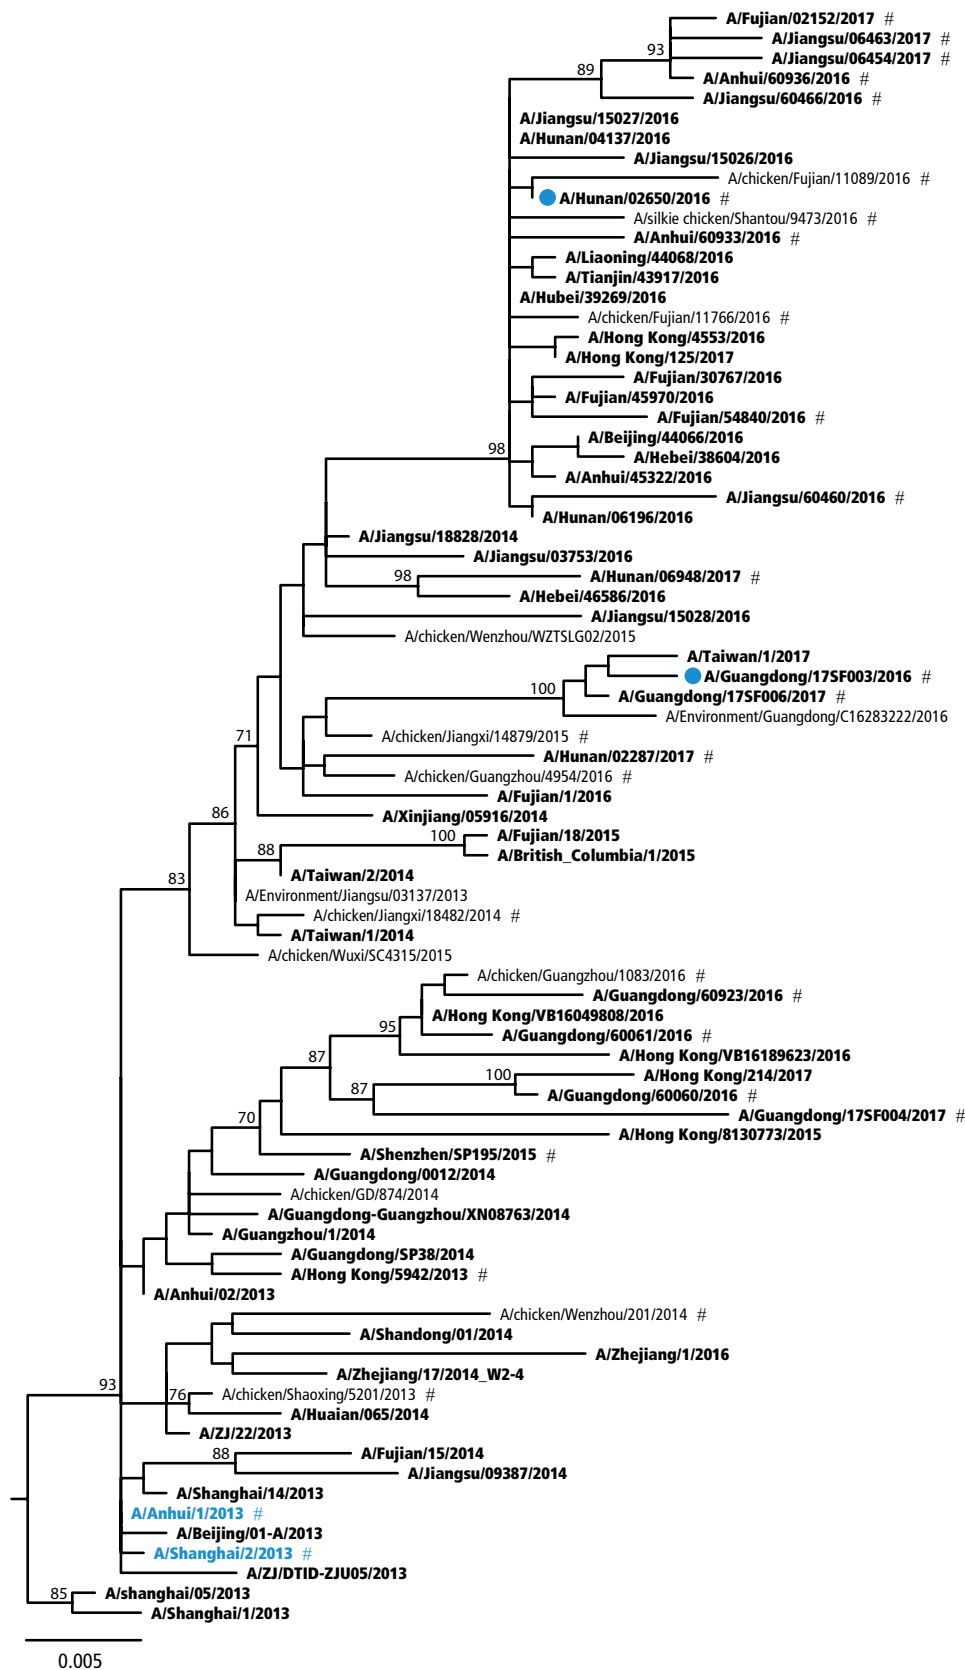 A/Fujian/02152/2017 #
A/Jiangsu/06463/2017 #
93
A/Jiangsu/06454/2017 #
89
A/Anhui/60936/2016 #
A/Jiangsu/60466/2016 #
A/Jiangsu/15027/2016
A/Hunan/04137/2016
A/Jiangsu/15026/2016
A/chicken/Fujian/11089/2016 #
A/Hunan/02650/2016 #
A/silkie chicken/Shantou/9473/2016 #
A/Anhui/60933/2016 #
A/Liaoning/44068/2016
A/Tianjin/43917/2016
A/Hubei/39269/2016
A/chicken/Fujian/11766/2016 #
A/Hong Kong/4553/2016
A/Hong Kong/125/2017
A/Fujian/30767/2016
A/Fujian/45970/2016
A/Fujian/54840/2016 #
A/Beijing/44066/2016
98
A/Hebei/38604/2016
A/Anhui/45322/2016
A/Jiangsu/60460/2016 #
A/Hunan/06196/2016
A/Jiangsu/18828/2014
A/Jiangsu/03753/2016
98
A/Hunan/06948/2017 #
A/Hebei/46586/2016
A/Jiangsu/15028/2016
A/chicken/Wenzhou/WZTSLG02/2015
A/Taiwan/1/2017
A/Guangdong/17SF003/2016 #
100
A/Guangdong/17SF006/2017 #
A/Environment/Guangdong/C16283222/2016
71
A/chicken/Jiangxi/14879/2015 #
A/Hunan/02287/2017 #
A/chicken/Guangzhou/4954/2016 #
A/Fujian/1/2016
86
A/Xinjiang/05916/2014
100
A/Fujian/18/2015
88
A/British_Columbia/1/2015
83
A/Taiwan/2/2014
A/Environment/Jiangsu/03137/2013
A/chicken/Jiangxi/18482/2014 #
A/Taiwan/1/2014
A/chicken/Wuxi/SC4315/2015
A/chicken/Guangzhou/1083/2016 #
A/Guangdong/60923/2016 #
A/Hong Kong/VB16049808/2016
95
A/Guangdong/60061/2016 #
87
A/Hong Kong/VB16189623/2016
100
A/Hong Kong/214/2017
87
A/Guangdong/60060/2016 #
70
A/Guangdong/17SF004/2017 #
A/Hong Kong/8130773/2015
A/Shenzhen/SP195/2015 #
A/Guangdong/0012/2014
A/chicken/GD/874/2014
A/Guangdong-Guangzhou/XN08763/2014
A/Guangzhou/1/2014
A/Guangdong/SP38/2014
A/Hong Kong/5942/2013 #
A/Anhui/02/2013
A/chicken/Wenzhou/201/2014 #
A/Shandong/01/2014
A/Zhejiang/1/2016
A/Zhejiang/17/2014_W2-4
93
76
A/chicken/Shaoxing/5201/2013 #
A/Huaian/065/2014
A/ZJ/22/2013
88
A/Fujian/15/2014
A/Jiangsu/09387/2014
A/Shanghai/14/2013
A/Anhui/1/2013 #
A/Beijing/01-A/2013
A/Shanghai/2/2013 #
A/ZJ/DTID-ZJU05/2013
85
A/shanghai/05/2013
A/Shanghai/1/2013
0.005